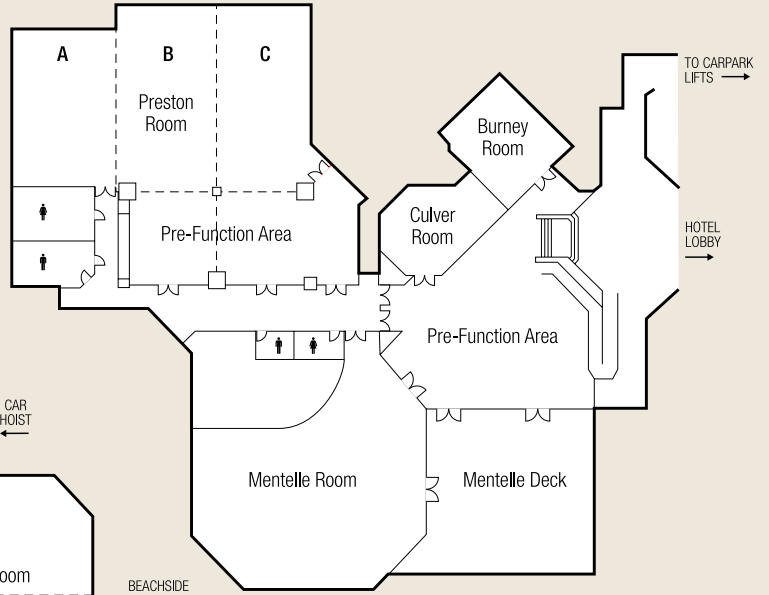 A
B
C
Preston
Room
Pre-Function Area
Burney
Room
Culver
Room
TO CARPARK
LIFTS
HOTEL
LOBBY
Pre-Function Area
CAR
HOIST
Mentelle Room
Mentelle Deck
oom
BEACHSIDE